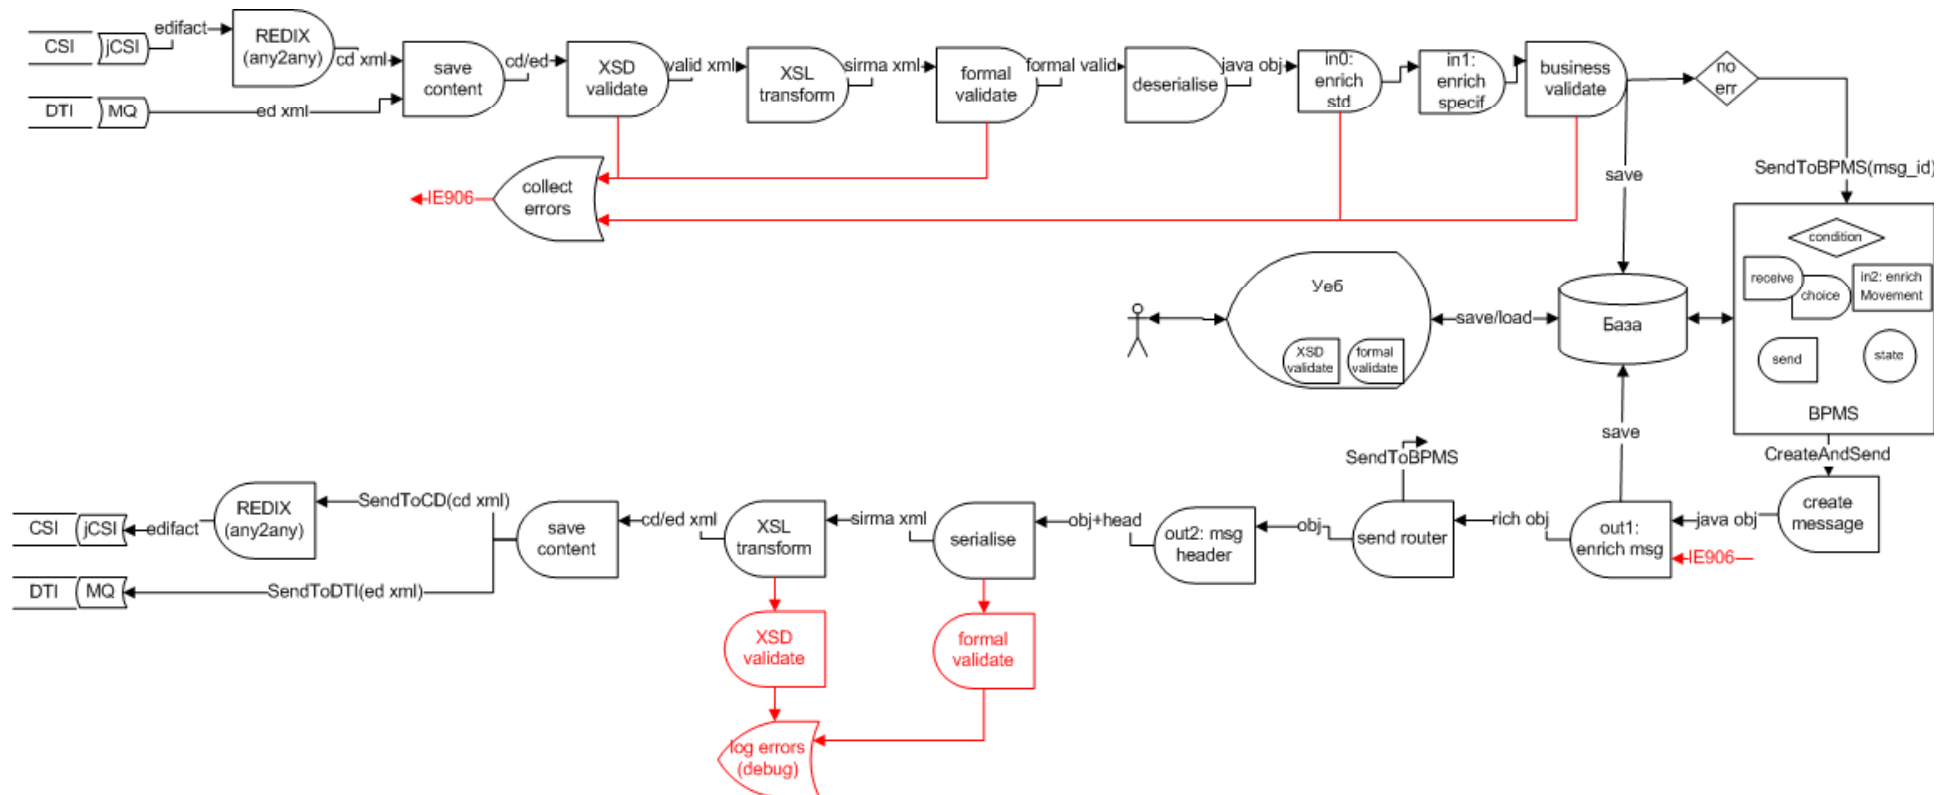 edifact
CSI
jCSI
REDIX
(any2any)
cd xml
save
content
cd/ed
XSD
validate
valid xml
XSL
transform
sirma xml
formal
validate
formal valid
deserialise
java obj
in0:
enrich
std
in1:
enrich
specif
business
validate
no
err
DTI
MQ
ed xml
collect
errors
IE906
save
SendToBPMS(msg_id)
condition
receive
choice
in2: enrich
Movement
send
state
BPMS
Уеб
XSD
validate
formal
validate
save/load
База
save
SendToBPMS
CreateAndSend
create
message
java obj
IE906
out1:
enrich msg
rich obj
send router
obj
out2: msg
header
obj+head
serialise
sirma xml
XSL
transform
cd/ed xml
save
content
SendToCD(cd xml)
REDIX
(any2any)
edifact
CSI
jCSI
DTI
MQ
SendToDTI(ed xml)
XSD
validate
formal
validate
log errors
(debug)